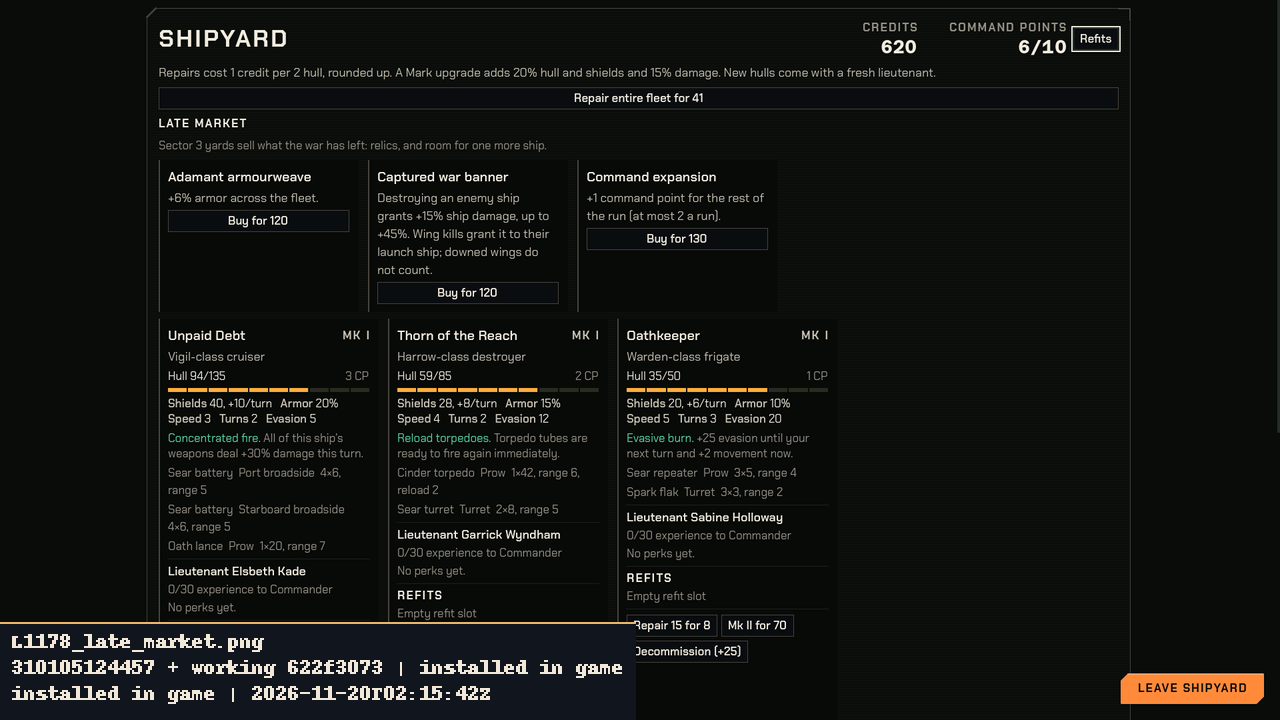 SHIPYARD
CREDITS
620
COMMAND POINTS
6/10
Refits
Repairs cost 1 credit per 2 hull, rounded up. A Mark upgrade adds 20% hull and shields and 15% damage. New hulls come with a fresh lieutenant.
Repair entire fleet for 41
LATE MARKET
Sector 3 yards sell what the war has left: relics, and room for one more ship.
Adamant armourweave
+6% armor across the fleet.
Buy for 120
Captured war banner
Destroying an enemy ship
grants +15% ship damage, up to
+45%. Wing kills grant it to their
launch ship; downed wings do
not count.
Buy for 120
Command expansion
+1 command point for the rest of
the run (at most 2 a run).
Buy for 130
Unpaid Debt MK I
Vigil-class cruiser
Hull 94/135 3 CP
Shields 40, +10/turn Armor 20%
Speed 3 Turns 2 Evasion 5
Concentrated fire. All of this ship's
weapons deal +30% damage this turn.
Sear battery Port broadside 4×6,
range 5
Sear battery Starboard broadside
4×6, range 5
Oath lance Prow 1×20, range 7
Lieutenant Elsbeth Kade
0/30 experience to Commander
No perks yet.
Thorn of the Reach MK I
Harrow-class destroyer
Hull 59/85 2 CP
Shields 28, +8/turn Armor 15%
Speed 4 Turns 2 Evasion 12
Reload torpedoes. Torpedo tubes are
ready to fire again immediately.
Cinder torpedo Prow 1×42, range 6,
reload 2
Sear turret Turret 2×8, range 5
Lieutenant Garrick Wyndham
0/30 experience to Commander
No perks yet.
REFITS
Empty refit slot
Oathkeeper MK I
Warden-class frigate
Hull 35/50 1 CP
Shields 20, +6/turn Armor 10%
Speed 5 Turns 3 Evasion 20
Evasive burn. +25 evasion until your
next turn and +2 movement now.
Sear repeater Prow 3×5, range 4
Spark flak Turret 3×3, range 2
Lieutenant Sabine Holloway
0/30 experience to Commander
No perks yet.
REFITS
Empty refit slot
Repair 15 for 8
Mk II for 70
Decommission (+25)
LEAVE SHIPYARD
L1178_late_market.png
310105124457 + working 622f3073 | installed in game
installed in game | 2026-11-20T02:15:42Z